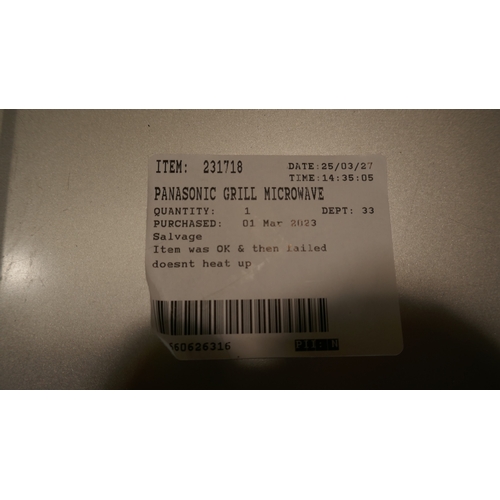 ITEM: 231718 DATE:25/03/27
TIME:14:35:05
PANASONIC GRILL MICROWAVE
QUANTITY: 1 DEPT: 33
PURCHASED: 01 Mar 2023
Salvage
Item was OK & then failed
doesnt heat up
60626316